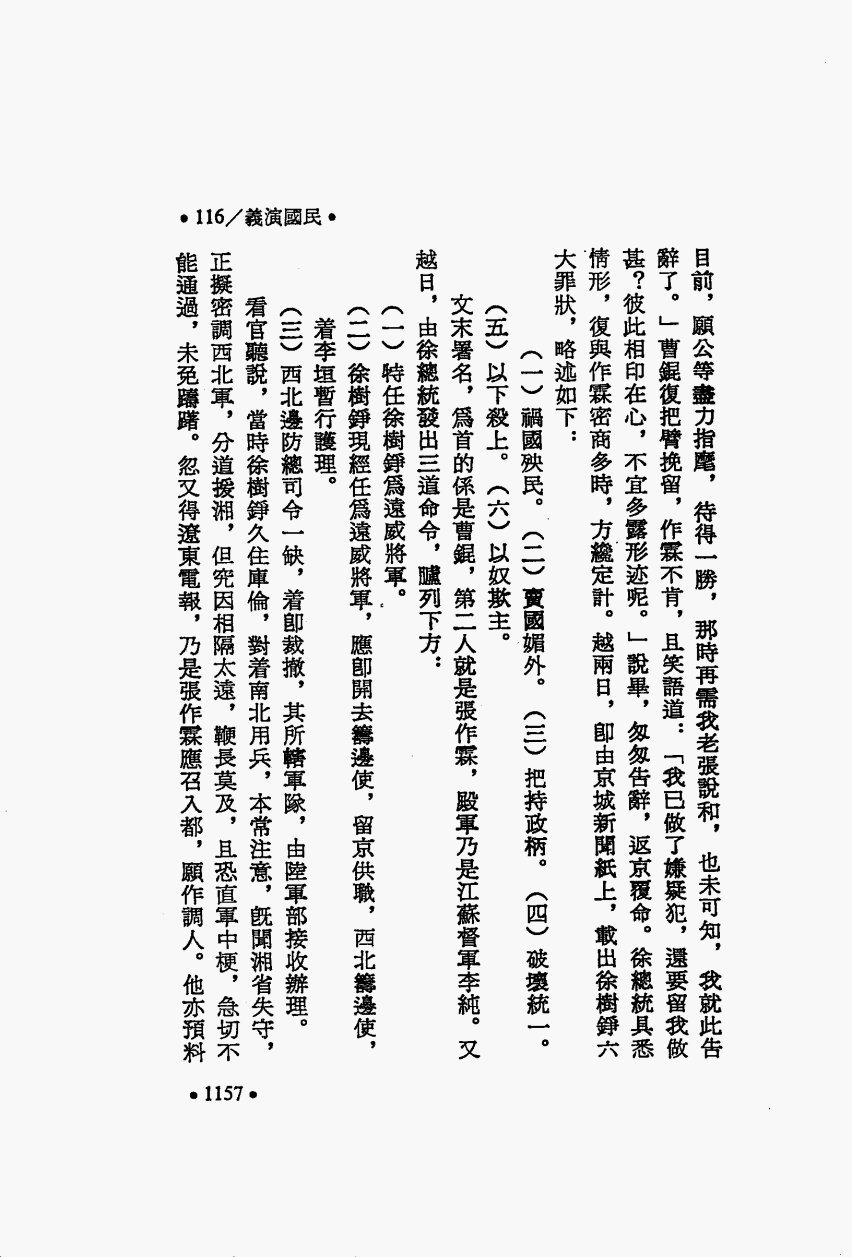 •116／義演國民•
目前，願公等盡力指麾，待得一勝，那時再需我老張說和，也未可知，我就此告
辭了。」曹錕復把臂挽留，作霖不肯，且笑語道：「我已做了嫌疑犯，還要留我做
甚？彼此相印在心，不宜多露形迹呢。」說畢，匆匆告辭，返京覆命。徐總統具悉
情形，復與作霖密商多時，方纔定計。越兩日，卽由京城新聞紙上，載出徐樹錚六
大罪狀，略述如下：
（一）禍國殃民。（二）賣國媚外。（三）把持政柄。（四）破壞統一。
（五）以下殺上。（六）以奴欺主。
文末署名，爲首的係是曹錕，第二人就是張作霖，殿軍乃是江蘇督軍李純。又
越日，由徐總統發出三道命令，臚列下方：
（一）特任徐樹錚爲遠威將軍。
（二）徐樹錚現經任爲遠威將軍，應卽開去籌邊使，留京供職，西北籌邊使，
着李垣暫行護理。
（三）西北邊防總司令一缺，着卽裁撤，其所轄軍隊，由陸軍部接收辦理。
看官聽說，當時徐樹錚久住庫倫，對着南北用兵，本常注意，旣聞湘省失守，
正擬密調西北軍，分道援湘，但究因相隔太遠，鞭長莫及，且恐直軍中梗，急切不
能通過，未免躊躇。忽又得遼東電報，乃是張作霖應召入都，願作調人。他亦預料
•1157•